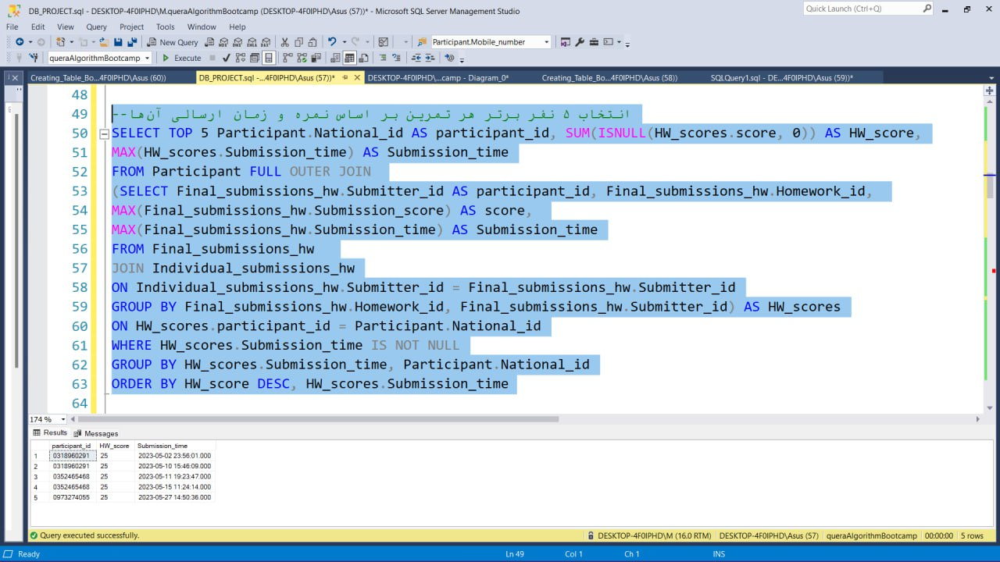 DB_PROJECT.sql - DESKTOP-4F0IPHD\M.queraAlgorithmBootcamp (DESKTOP-4F0IPHD\Asus (57))* - Microsoft SQL Server Management Studio
Quick Launch (Ctrl+Q)
File Edit View Query Project Tools Window Help
New Query MDX DMX XMLA DAX Participant.Mobile_number
queraAlgorithmBootcamp Execute
Creating_Table_Bo...4F0IPHD\Asus (60)) DB_PROJECT.sql -...4F0IPHD\Asus (57))* DESKTOP-4F0IPHD\...camp - Diagram_0* Creating_Table_Bo...4F0IPHD\Asus (58)) SQLQuery1.sql - DE...4F0IPHD\Asus (59))*
48
49 --انتخاب ۵ نفر برتر هر تمرین بر اساس نمره و زمان ارسالی آن‌ها
50 SELECT TOP 5 Participant.National_id AS participant_id, SUM(ISNULL(HW_scores.score, 0)) AS HW_score,
51 MAX(HW_scores.Submission_time) AS Submission_time
52 FROM Participant FULL OUTER JOIN
53 (SELECT Final_submissions_hw.Submitter_id AS participant_id, Final_submissions_hw.Homework_id,
54 MAX(Final_submissions_hw.Submission_score) AS score,
55 MAX(Final_submissions_hw.Submission_time) AS Submission_time
56 FROM Final_submissions_hw
57 JOIN Individual_submissions_hw
58 ON Individual_submissions_hw.Submitter_id = Final_submissions_hw.Submitter_id
59 GROUP BY Final_submissions_hw.Homework_id, Final_submissions_hw.Submitter_id) AS HW_scores
60 ON HW_scores.participant_id = Participant.National_id
61 WHERE HW_scores.Submission_time IS NOT NULL
62 GROUP BY HW_scores.Submission_time, Participant.National_id
63 ORDER BY HW_score DESC, HW_scores.Submission_time
64
174 %
Results Messages
participant_id HW_score Submission_time
1 0318960291 25 2023-05-02 23:56:01.000
2 0318960291 25 2023-05-10 15:46:09.000
3 0352465468 25 2023-05-11 19:23:47.000
4 0352465468 25 2023-05-15 11:24:14.000
5 0973274055 25 2023-05-27 14:50:36.000
Query executed successfully. DESKTOP-4F0IPHD\M (16.0 RTM) DESKTOP-4F0IPHD\Asus (57) queraAlgorithmBootcamp 00:00:00 5 rows
Ready Ln 49 Col 1 Ch 1 INS